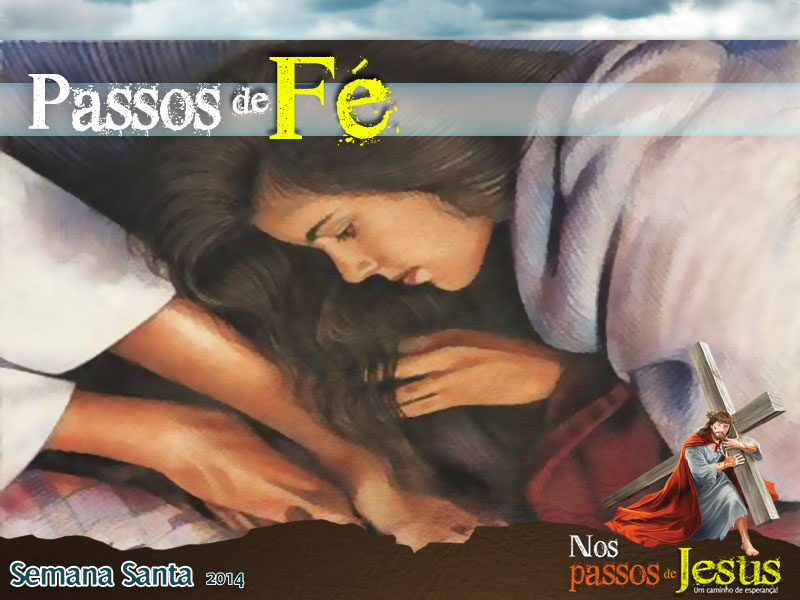 Passos de Fé
Semana Santa 2014
Nos
passos de Jesus
Um caminho de esperança!